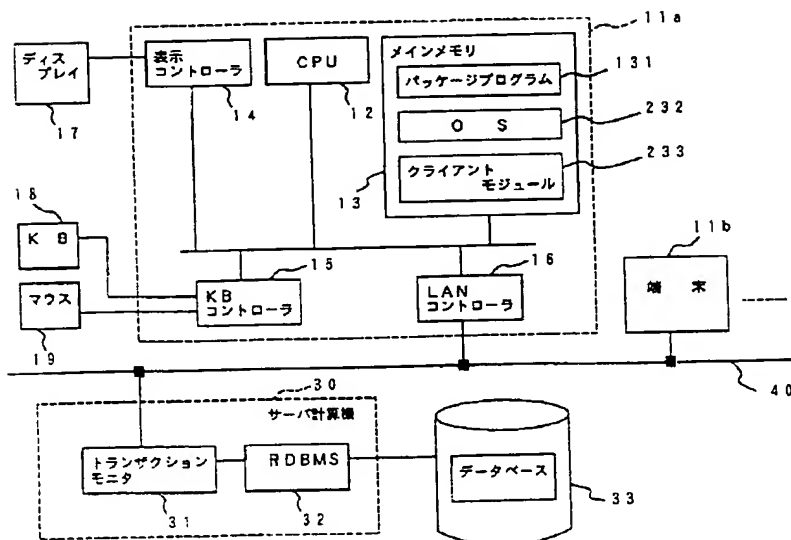 11a
ディス
プレイ
17
表示
コントローラ
14
CPU
12
メインメモリ
パッケージプログラム
131
OS
232
クライアント
モジュール
233
13
18
KB
マウス
19
15
KB
コントローラ
16
LAN
コントローラ
11b
端末
40
30
サーバ計算機
トランザクション
モニタ
31
RDBMS
32
データベース
33